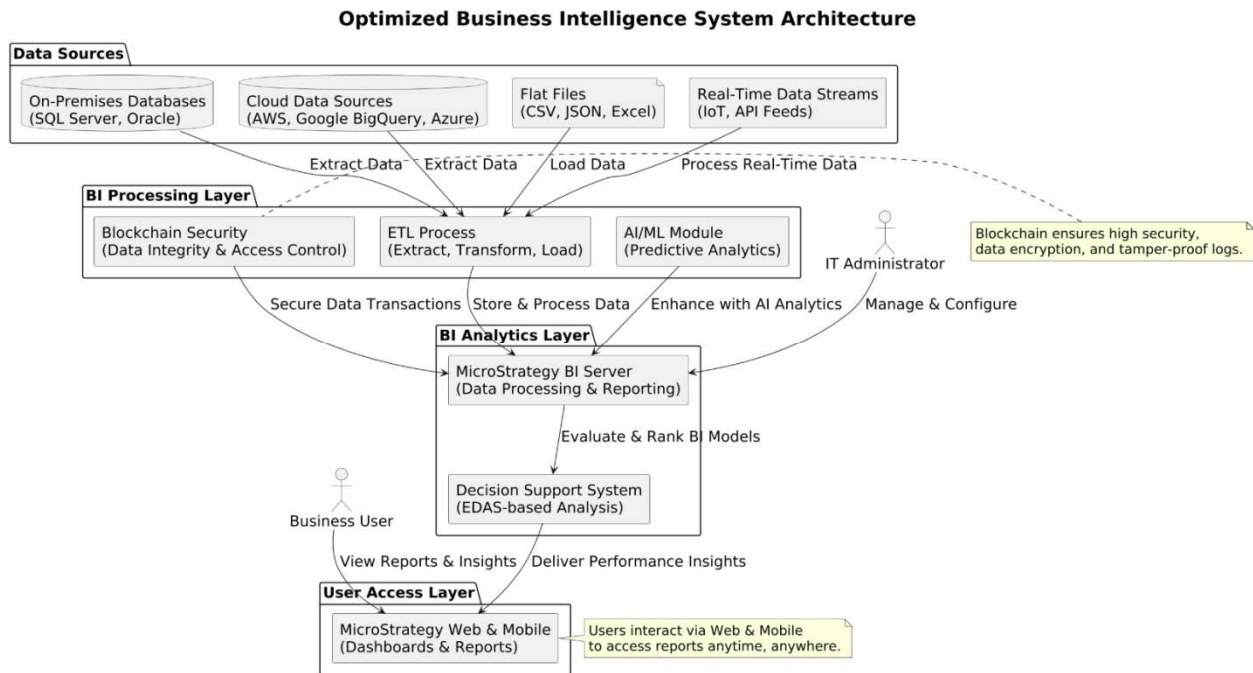 Optimized Business Intelligence System Architecture
Data Sources
On-Premises Databases
(SQL Server, Oracle)
Cloud Data Sources
(AWS, Google BigQuery, Azure)
Flat Files
(CSV, JSON, Excel)
Real-Time Data Streams
(IoT, API Feeds)
Extract Data
Extract Data
Load Data
Process Real-Time Data
BI Processing Layer
Blockchain Security
(Data Integrity & Access Control)
ETL Process
(Extract, Transform, Load)
AI/ML Module
(Predictive Analytics)
IT Administrator
Blockchain ensures high security,
data encryption, and tamper-proof logs.
Secure Data Transactions
Store & Process Data
Enhance with AI Analytics
Manage & Configure
BI Analytics Layer
MicroStrategy BI Server
(Data Processing & Reporting)
Evaluate & Rank BI Models
Decision Support System
(EDAS-based Analysis)
Business User
View Reports & Insights
Deliver Performance Insights
User Access Layer
MicroStrategy Web & Mobile
(Dashboards & Reports)
Users interact via Web & Mobile
to access reports anytime, anywhere.